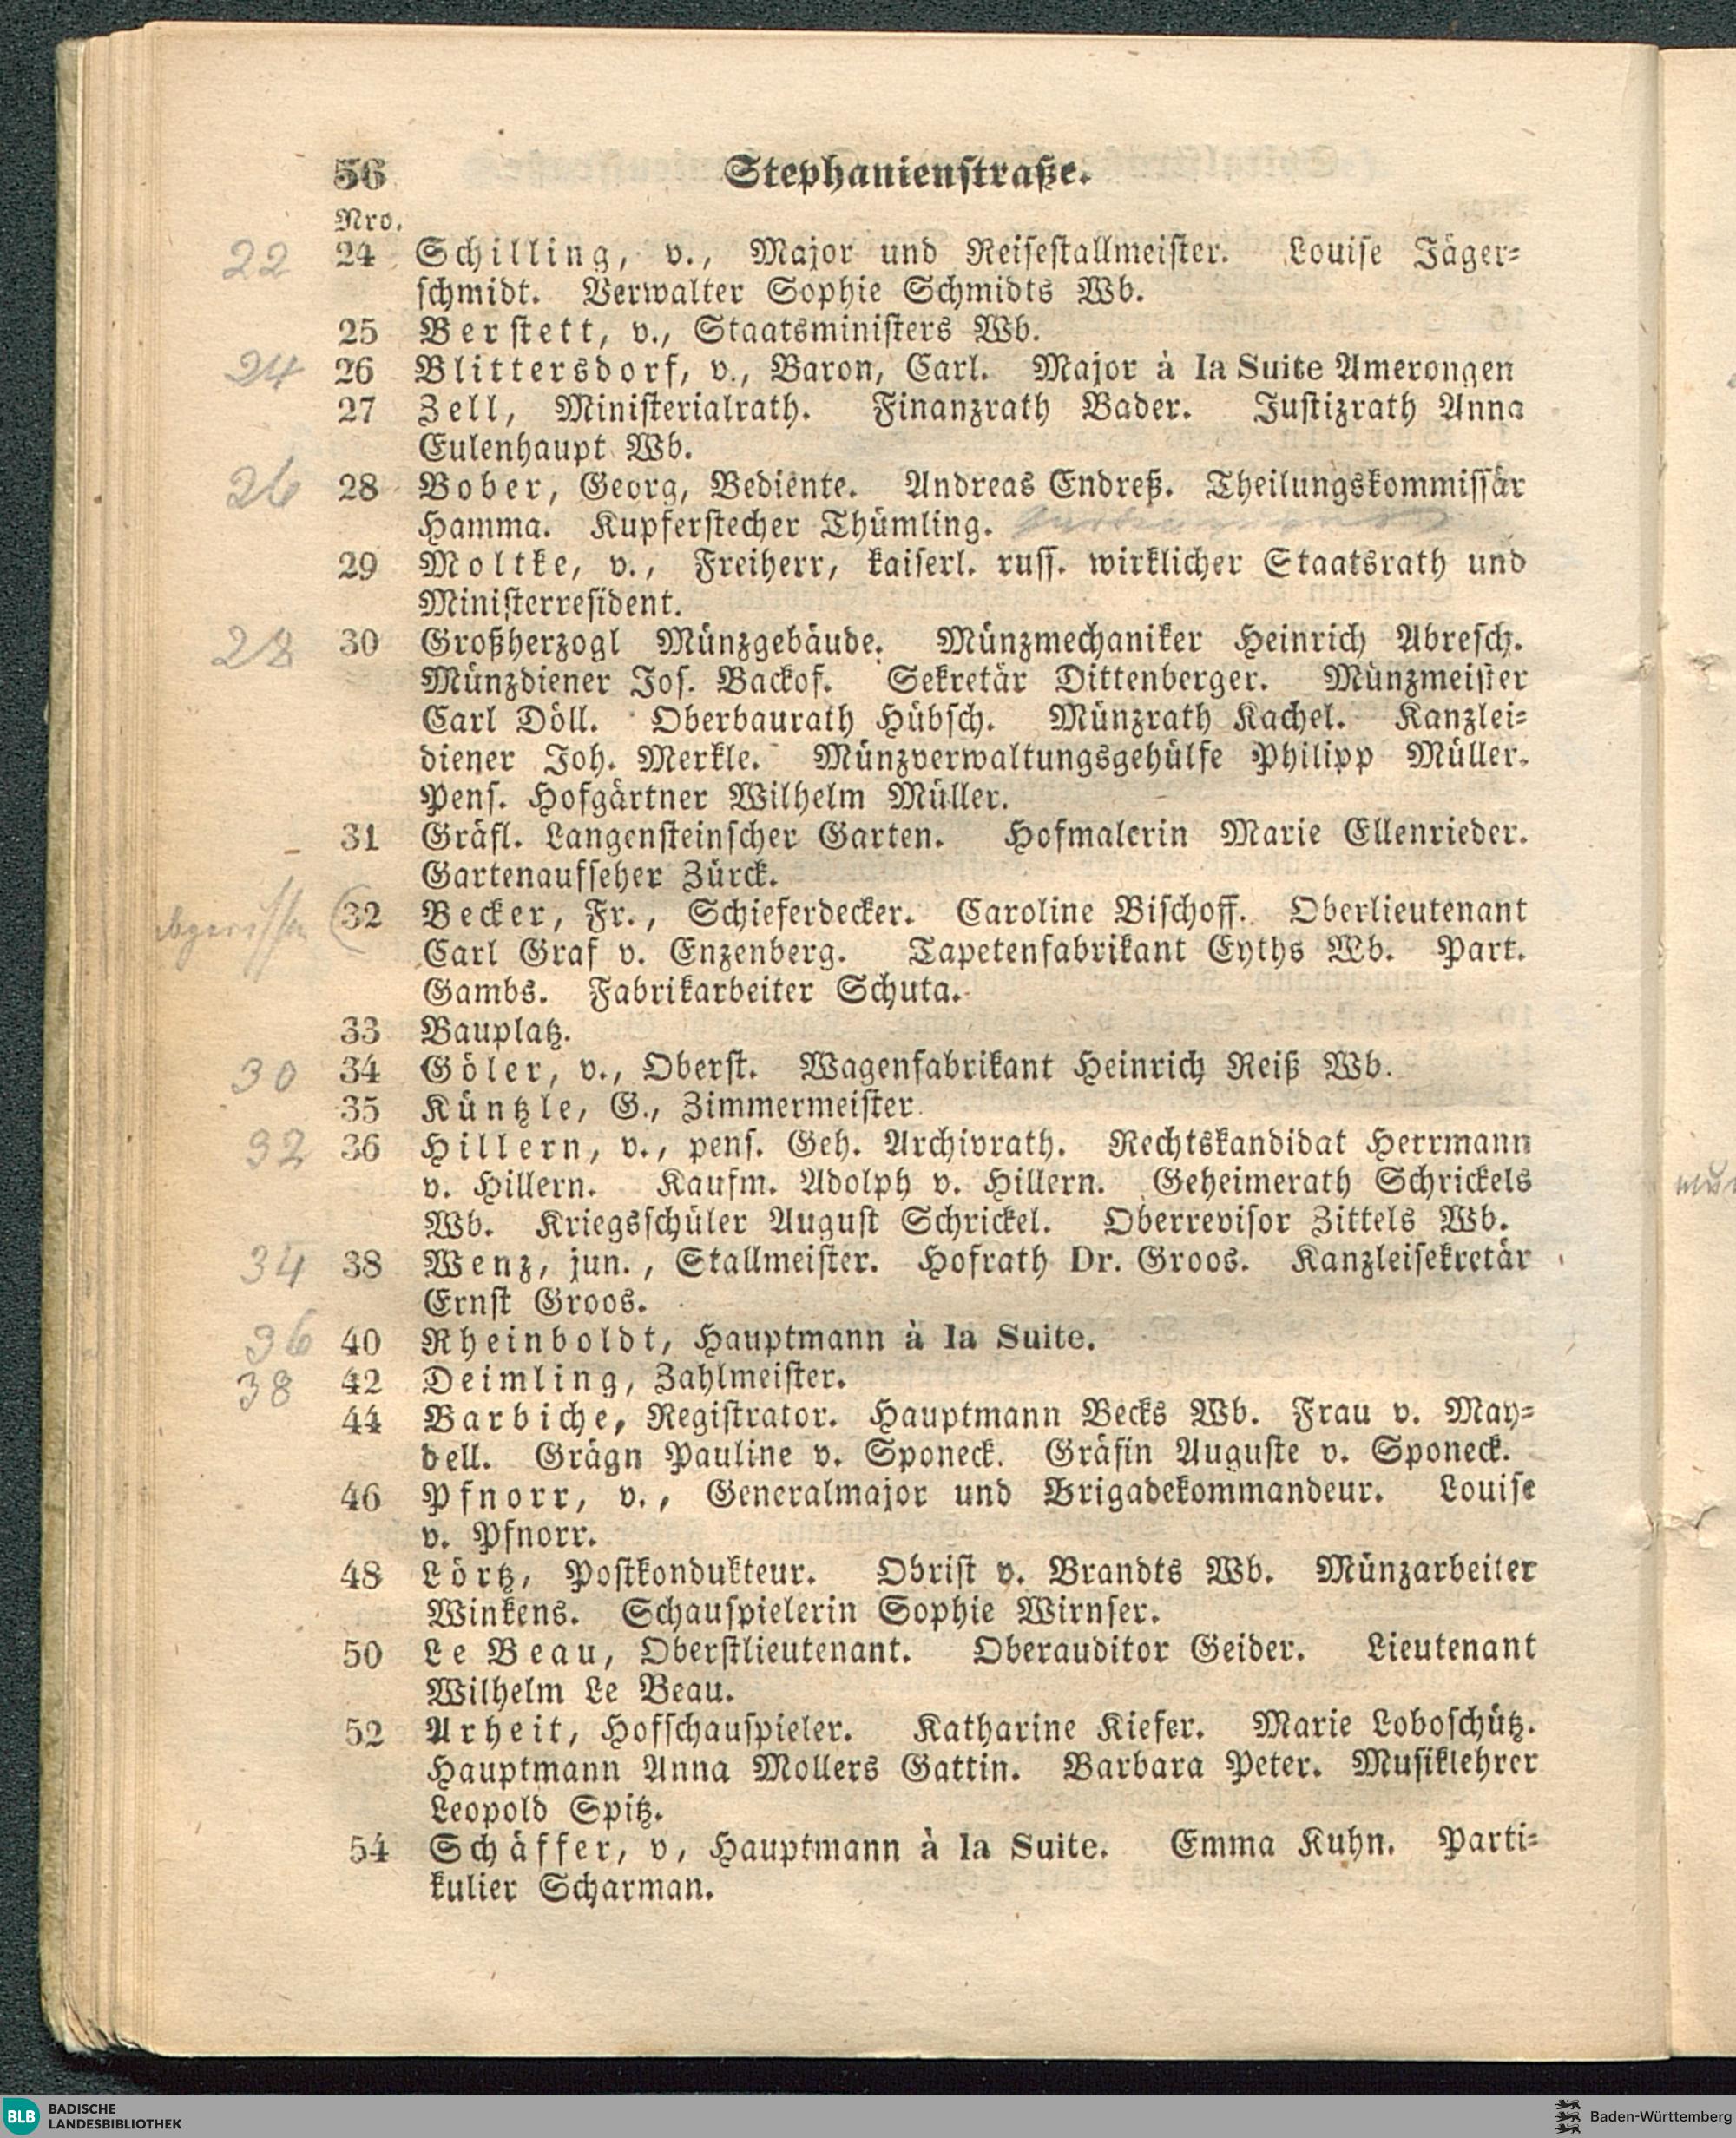 56 Stephanienstraße.
Nro.
22 24 Schilling, v., Major und Reisestallmeister. Louise Jäger-
schmidt. Verwalter Sophie Schmidts Wb.
25 Berstett, v., Staatsministers Wb.
24 26 Blittersdorf, v., Baron, Carl. Major à la Suite Amerongen
27 Zell, Ministerialrath. Finanzrath Bader. Justizrath Anna
Eulenhaupt Wb.
26 28 Bober, Georg, Bediente. Andreas Endreß. Theilungskommissär
Hamma. Kupferstecher Thümling.
29 Moltke, v., Freiherr, kaiserl. russ. wirklicher Staatsrath und
Ministerresident.
28 30 Großherzogl Münzgebäude. Münzmechaniker Heinrich Abresch.
Münzdiener Jos. Backof. Sekretär Dittenberger. Münzmeister
Carl Döll. Oberbaurath Hübsch. Münzrath Kachel. Kanzlei-
diener Joh. Merkle. Münzverwaltungsgehülfe Philipp Müller.
Pens. Hofgärtner Wilhelm Müller.
31 Gräfl. Langensteinscher Garten. Hofmalerin Marie Ellenrieder.
Gartenaufseher Zürck.
32 Becker, Fr., Schieferdecker. Caroline Bischoff. Oberlieutenant
Carl Graf v. Enzenberg. Tapetenfabrikant Eyths Wb. Part.
Gambs. Fabrikarbeiter Schuta.
33 Bauplatz.
30 34 Göler, v., Oberst. Wagenfabrikant Heinrich Reiß Wb.
35 Küntzle, G., Zimmermeister.
32 36 Hillern, v., pens. Geh. Archivrath. Rechtskandidat Herrmann
v. Hillern. Kaufm. Adolph v. Hillern. Geheimerath Schrickels
Wb. Kriegsschüler August Schrickel. Oberrevisor Zittels Wb.
34 38 Wenz, jun., Stallmeister. Hofrath Dr. Groos. Kanzleisekretär
Ernst Groos.
36 40 Rheinboldt, Hauptmann à la Suite.
38 42 Deimling, Zahlmeister.
44 Barbiche, Registrator. Hauptmann Becks Wb. Frau v. May-
dell. Grägn Pauline v. Sponeck. Gräfin Auguste v. Sponeck.
46 Pfnorr, v., Generalmajor und Brigadekommandeur. Louise
v. Pfnorr.
48 Lörtz, Postkondukteur. Obrist v. Brandts Wb. Münzarbeiter
Winkens. Schauspielerin Sophie Wirnser.
50 Le Beau, Oberstlieutenant. Oberauditor Geider. Lieutenant
Wilhelm Le Beau.
52 Arheit, Hofschauspieler. Katharine Kiefer. Marie Loboschütz.
Hauptmann Anna Mollers Gattin. Barbara Peter. Musiklehrer
Leopold Spitz.
54 Schäffer, v, Hauptmann à la Suite. Emma Kuhn. Parti-
kulier Scharman.
BLB BADISCHE
LANDESBIBLIOTHEK
Baden-Württemberg